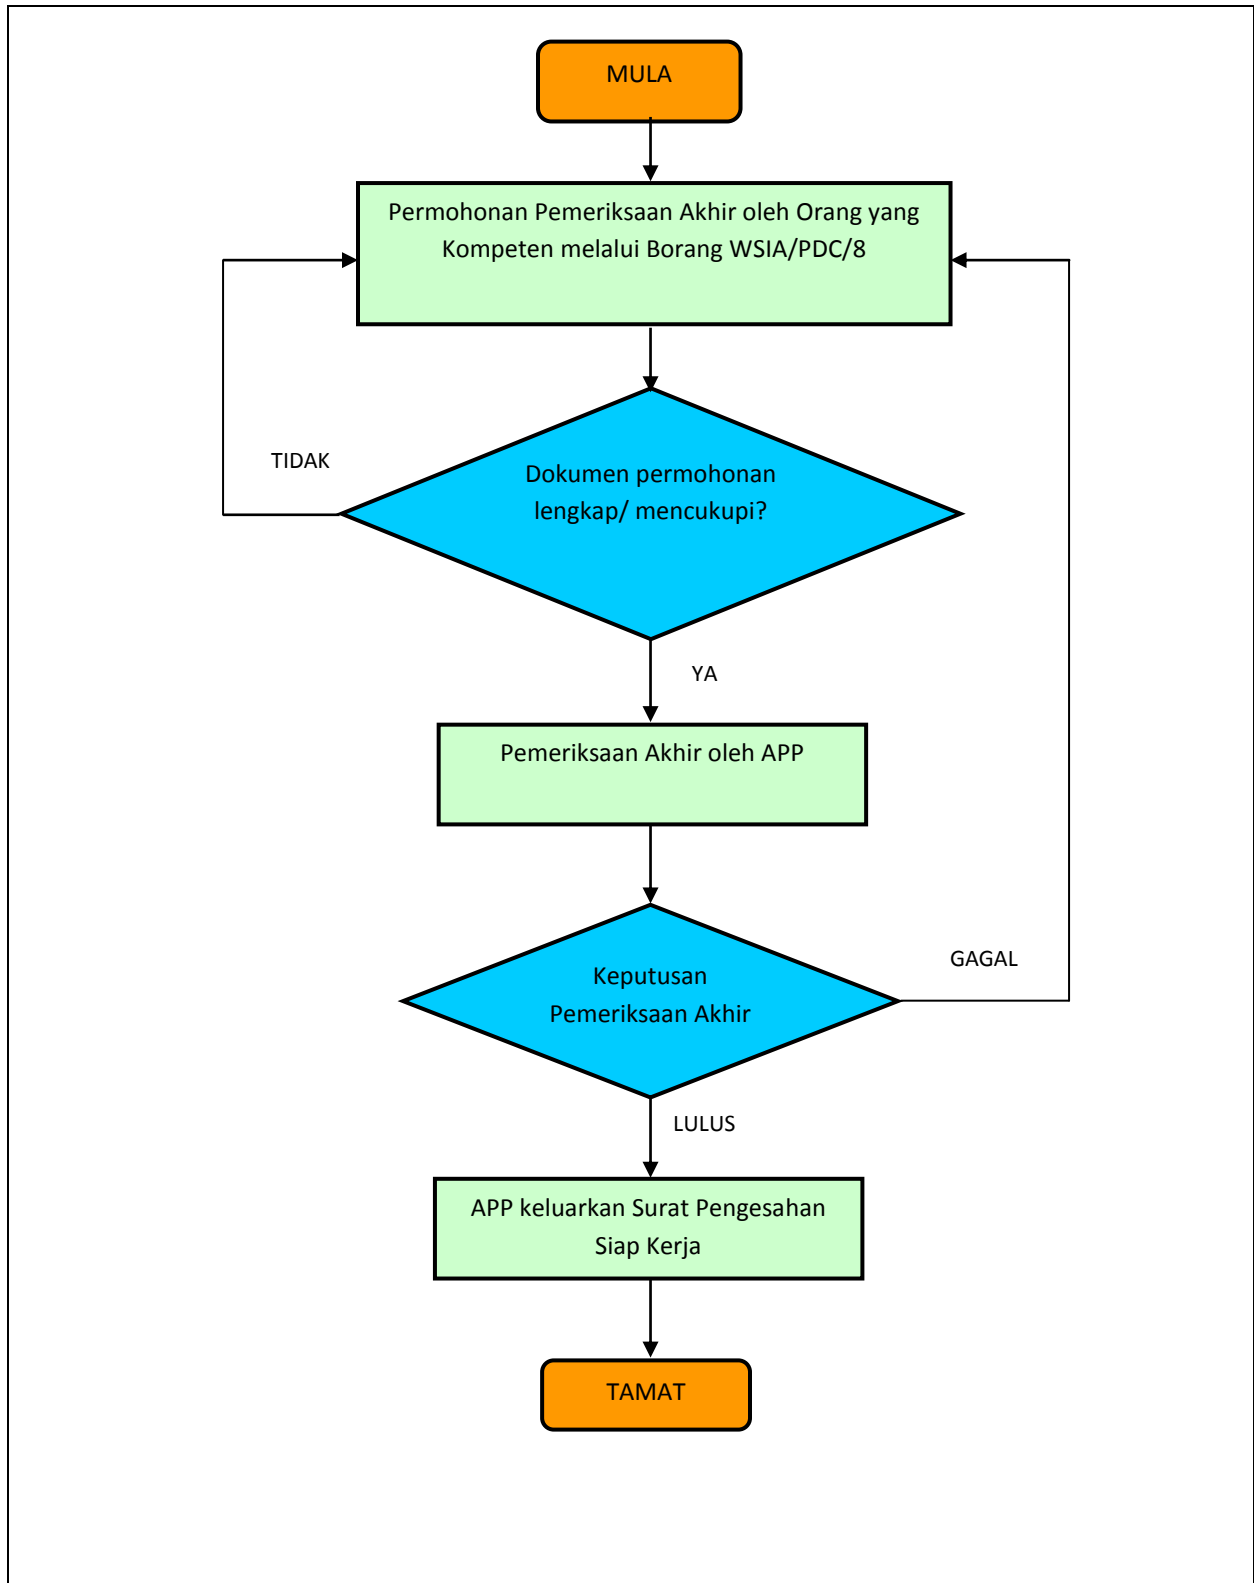 MULA
Permohonan Pemeriksaan Akhir oleh Orang yang
Kompeten melalui Borang WSIA/PDC/8
TIDAK
Dokumen permohonan
lengkap/ mencukupi?
YA
Pemeriksaan Akhir oleh APP
Keputusan
Pemeriksaan Akhir
GAGAL
LULUS
APP keluarkan Surat Pengesahan
Siap Kerja
TAMAT